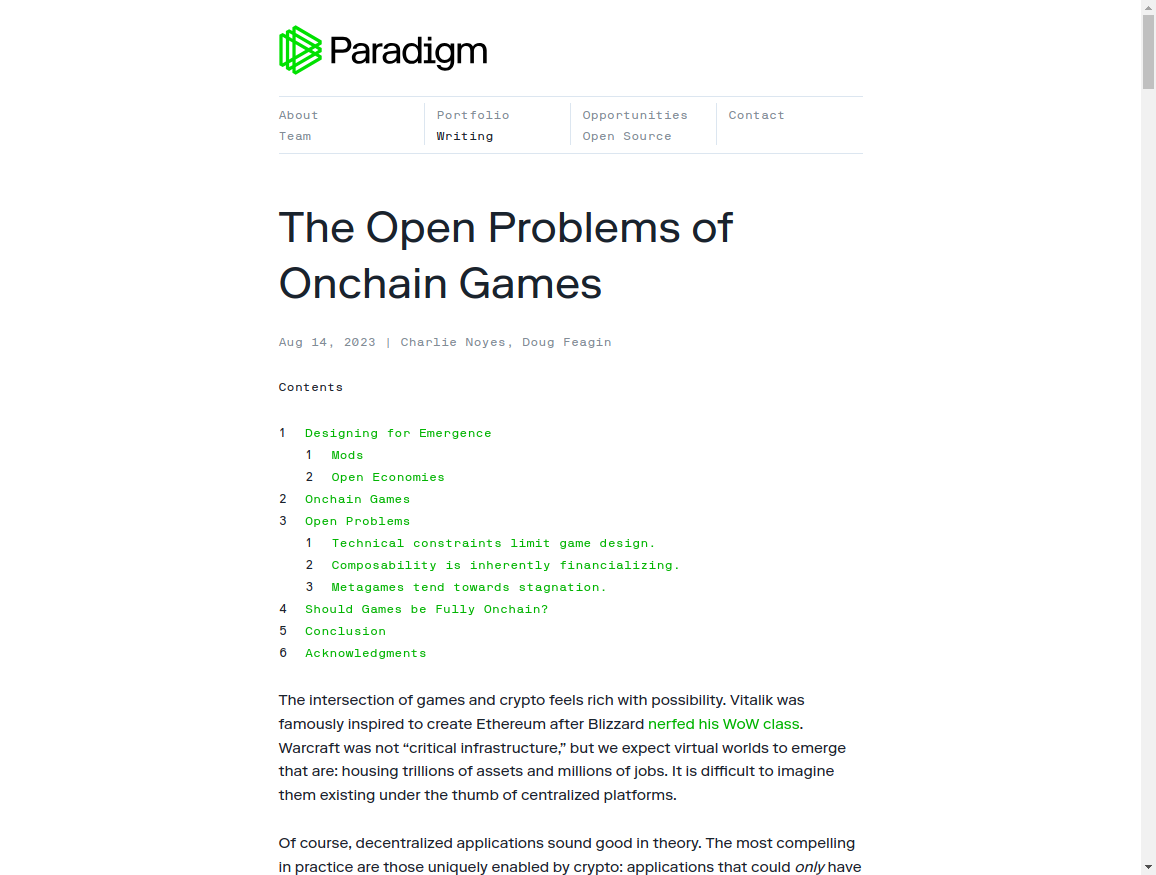 Paradigm
About
Team
Portfolio
Writing
Opportunities
Open Source
Contact
The Open Problems of
Onchain Games
Aug 14, 2023 | Charlie Noyes, Doug Feagin
Contents
1 Designing for Emergence
1 Mods
2 Open Economies
2 Onchain Games
3 Open Problems
1 Technical constraints limit game design.
2 Composability is inherently financializing.
3 Metagames tend towards stagnation.
4 Should Games be Fully Onchain?
5 Conclusion
6 Acknowledgments
The intersection of games and crypto feels rich with possibility. Vitalik was
famously inspired to create Ethereum after Blizzard nerfed his WoW class.
Warcraft was not “critical infrastructure,” but we expect virtual worlds to emerge
that are: housing trillions of assets and millions of jobs. It is difficult to imagine
them existing under the thumb of centralized platforms.
Of course, decentralized applications sound good in theory. The most compelling
in practice are those uniquely enabled by crypto: applications that could only have